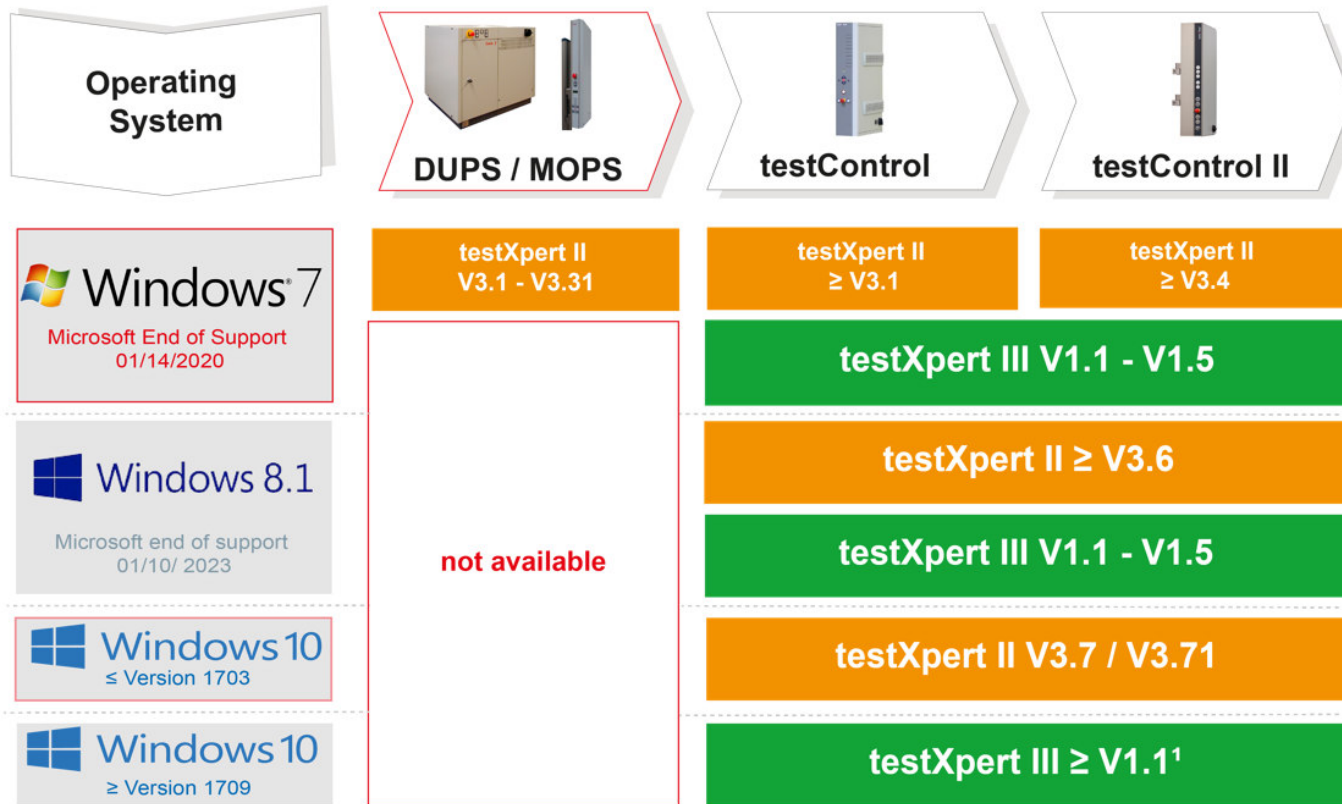 Operating
System
DUPS / MOPS
testControl
testControl II
Windows 7
Microsoft End of Support
01/14/2020
testXpert II
V3.1 - V3.31
testXpert II
≥ V3.1
testXpert II
≥ V3.4
testXpert III V1.1 - V1.5
Windows 8.1
Microsoft end of support
01/10/ 2023
not available
testXpert II ≥ V3.6
testXpert III V1.1 - V1.5
Windows 10
≤ Version 1703
testXpert II V3.7 / V3.71
Windows 10
≥ Version 1709
testXpert III ≥ V1.1¹